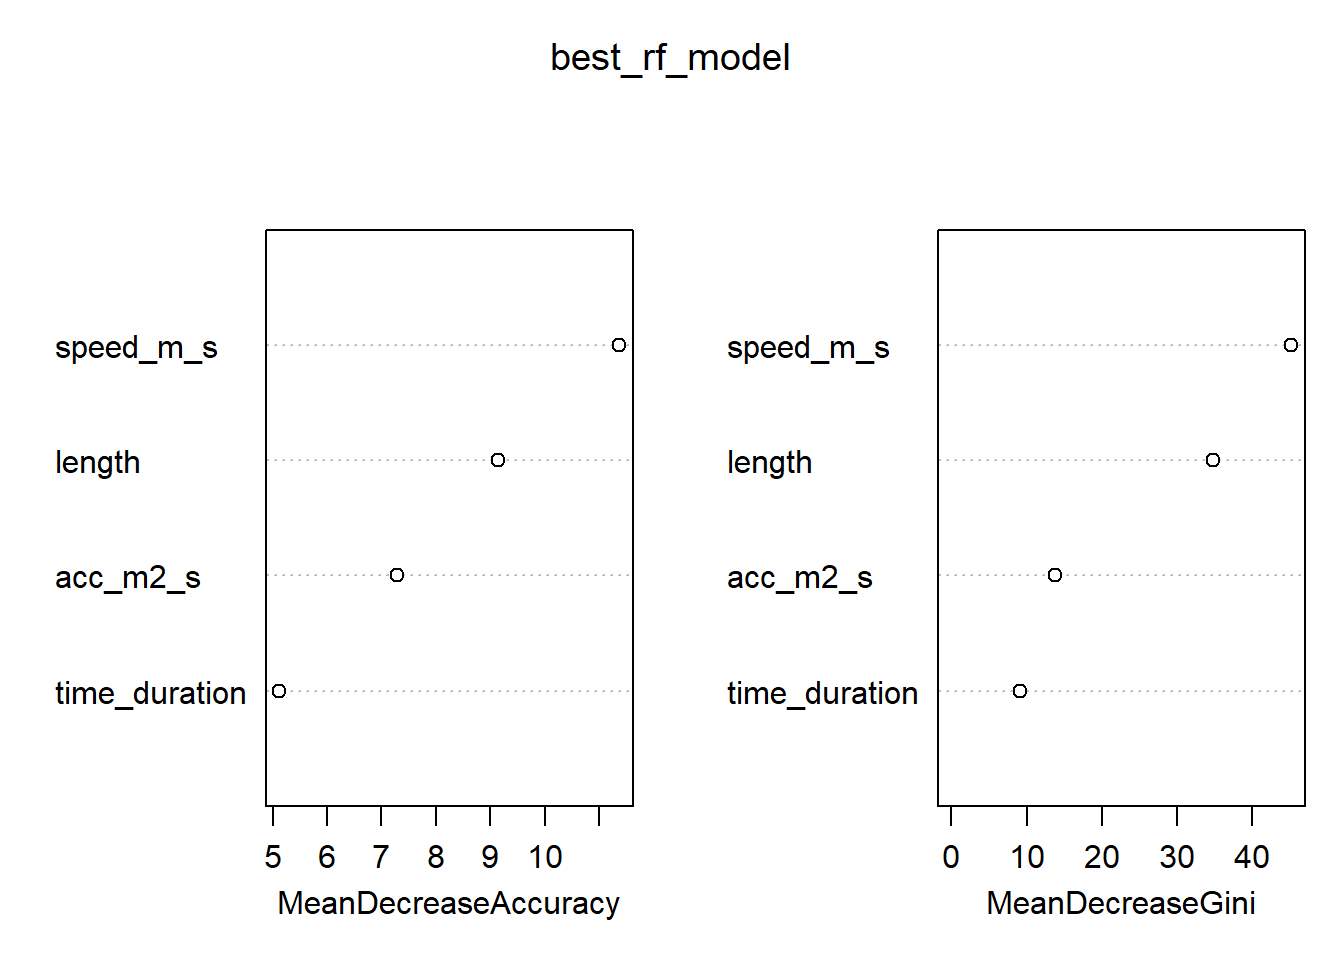 best_rf_model
speed_m_s
length
acc_m2_s
time_duration
5 6 7 8 9 10
MeanDecreaseAccuracy
speed_m_s
length
acc_m2_s
time_duration
0 10 20 30 40
MeanDecreaseGini